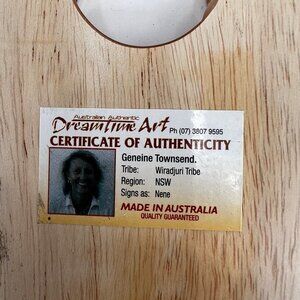 Australian Authentic
Dreamtime Art Ph (07) 3807 9595
CERTIFICATE OF AUTHENTICITY
Geneine Townsend.
Tribe: Wiradjuri Tribe
Region: NSW
Signs as: Nene
MADE IN AUSTRALIA
QUALITY GUARANTEED